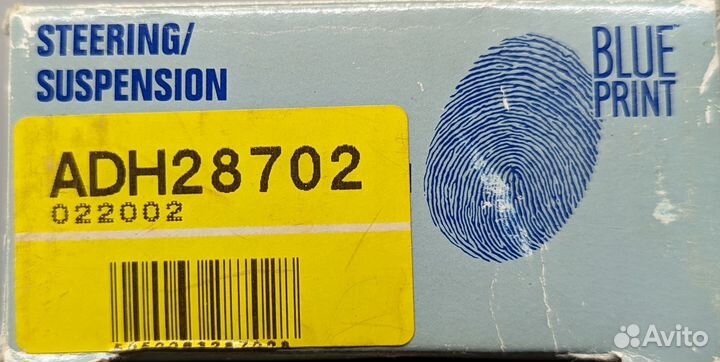 STEERING/
SUSPENSION
BLUE
PRINT
ADH28702
022002
Avito